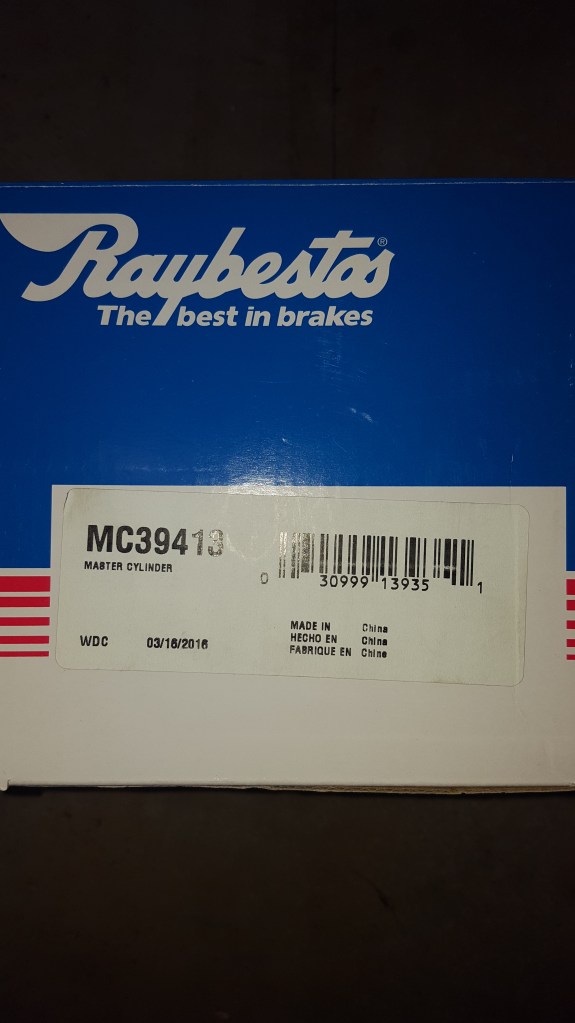 Raybestos®
The best in brakes
MC39413
MASTER CYLINDER
0 30999 13935 1
WDC 03/16/2016
MADE IN China
HECHO EN China
FABRIQUE EN Chine